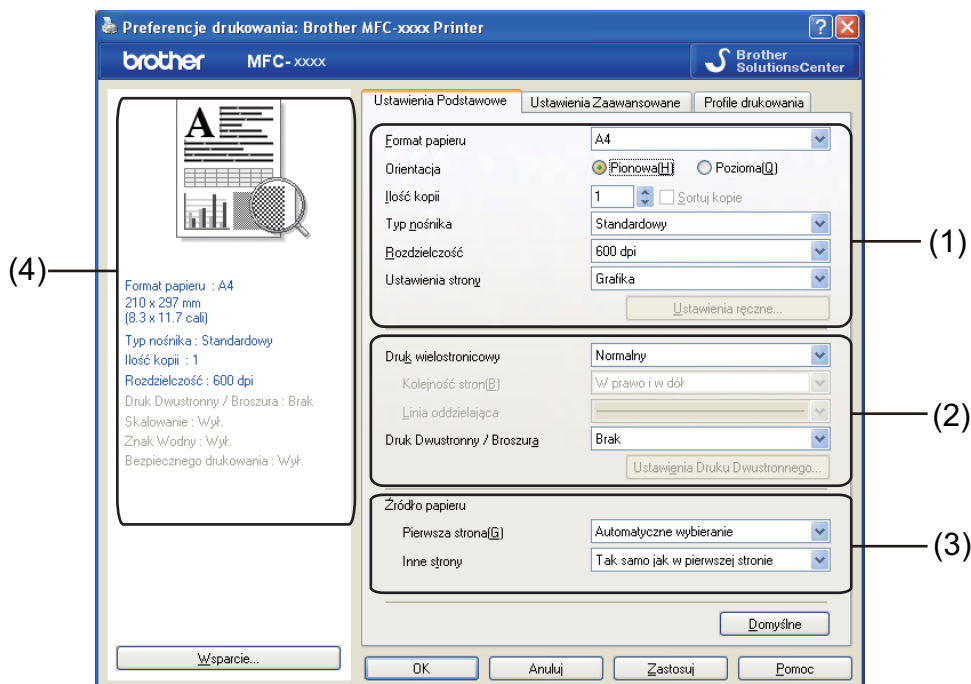 Preferencje drukowania: Brother MFC-xxxx Printer
brother MFC-xxxx
Brother
SolutionsCenter
Ustawienia Podstawowe Ustawienia Zaawansowane Profile drukowania
A
Format papieru : A4
210 x 297 mm
(8.3 x 11.7 cali)
Typ nośnika : Standardowy
Ilość kopii : 1
Rozdzielczość : 600 dpi
Druk Dwustronny / Broszura : Brak
Skalowanie : Wył.
Znak Wodny : Wył.
Bezpiecznego drukowania : Wył.
(4)
Wsparcie...
Format papieru A4
Orientacja Pionowa(H) Pozioma(Q)
Ilość kopii 1 Sortuj kopie
Typ nośnika Standardowy
Rozdzielczość 600 dpi
Ustawienia strony Grafika
Ustawienia ręczne...
(1)
Druk wielostronicowy Normalny
Kolejność stron(B) W prawo i w dół
Linia oddzielająca
Druk Dwustronny / Broszura Brak
Ustawienia Druku Dwustronnego...
(2)
Źródło papieru
Pierwsza strona(G) Automatyczne wybieranie
Inne strony Tak samo jak w pierwszej stronie
(3)
Domyślne
OK Anuluj Zastosuj Pomoc